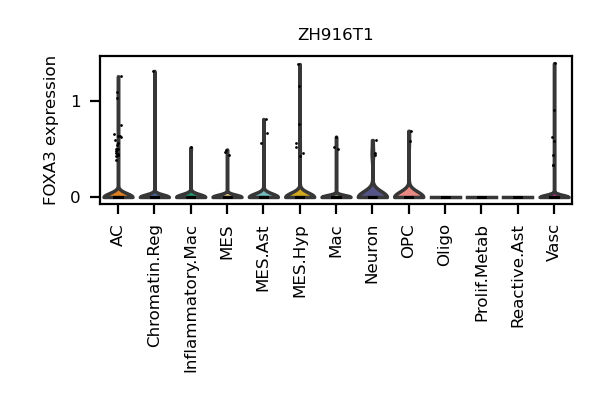 ZH916T1
FOXA3 expression
1
0
AC
Chromatin.Reg
Inflammatory.Mac
MES
MES.Ast
MES.Hyp
Mac
Neuron
OPC
Oligo
Prolif.Metab
Reactive.Ast
Vasc